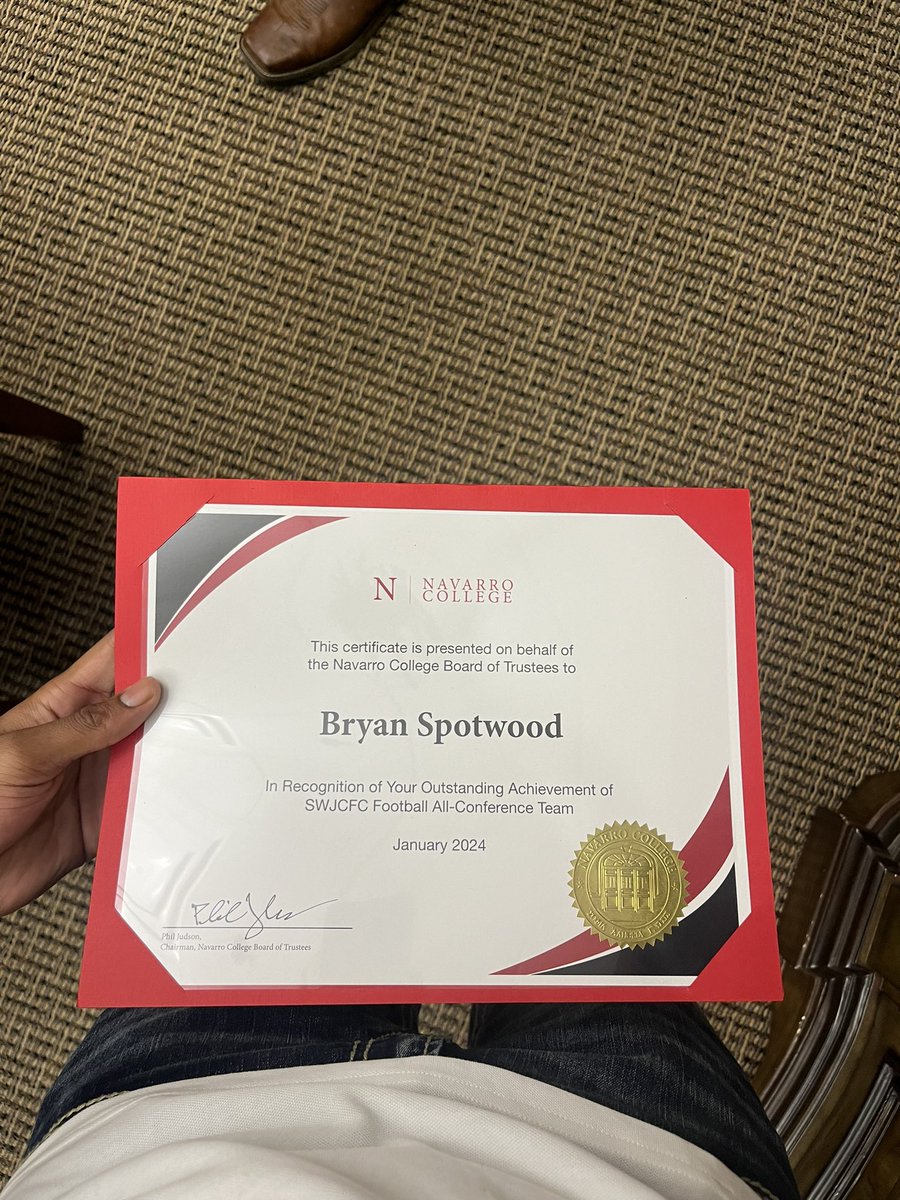 N
NAVARRO
COLLEGE
This certificate is presented on behalf of
the Navarro College Board of Trustees to
Bryan Spotwood
In Recognition of Your Outstanding Achievement of
SWJCFC Football All-Conference Team
January 2024
Phil Judson,
Chairman, Navarro College Board of Trustees
NAVARRO COLLEGE